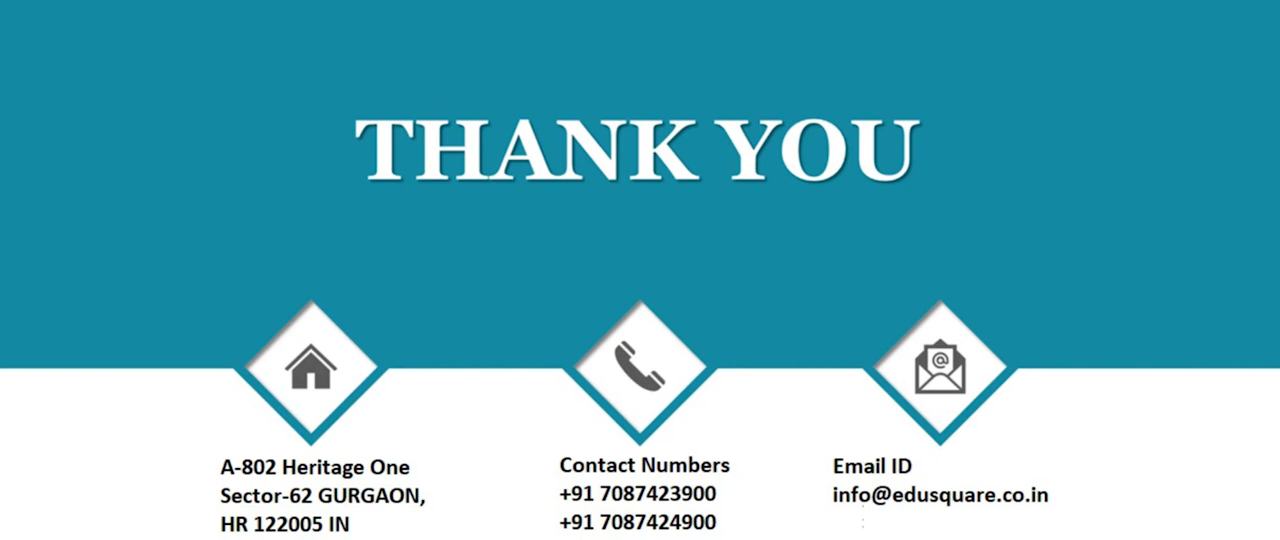 THANK YOU
A-802 Heritage One
Sector-62 GURGAON,
HR 122005 IN
Contact Numbers
+91 7087423900
+91 7087424900
Email ID
info@edusquare.co.in